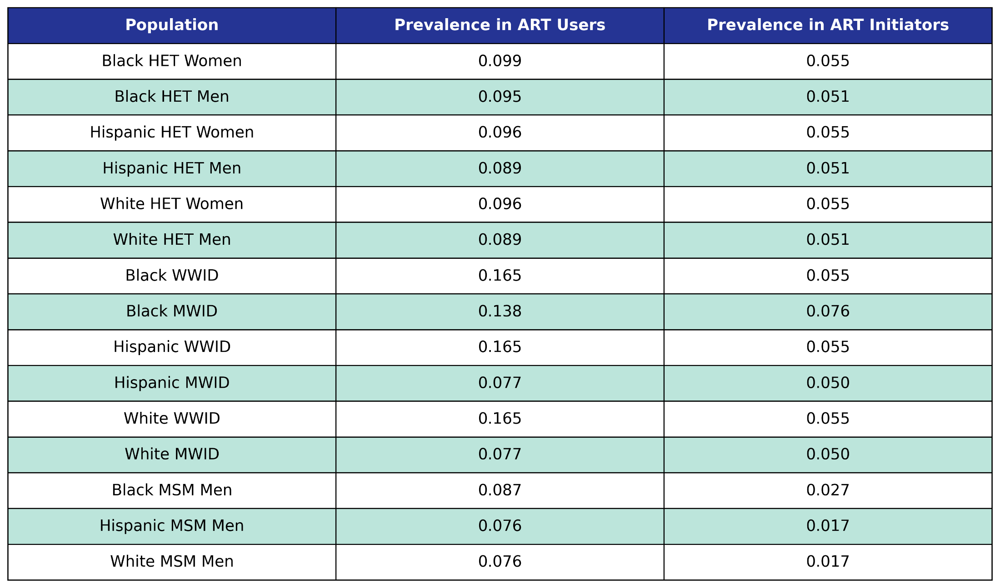 Population Prevalence in ART Users Prevalence in ART Initiators
Black HET Women 0.099 0.055
Black HET Men 0.095 0.051
Hispanic HET Women 0.096 0.055
Hispanic HET Men 0.089 0.051
White HET Women 0.096 0.055
White HET Men 0.089 0.051
Black WWID 0.165 0.055
Black MWID 0.138 0.076
Hispanic WWID 0.165 0.055
Hispanic MWID 0.077 0.050
White WWID 0.165 0.055
White MWID 0.077 0.050
Black MSM Men 0.087 0.027
Hispanic MSM Men 0.076 0.017
White MSM Men 0.076 0.017